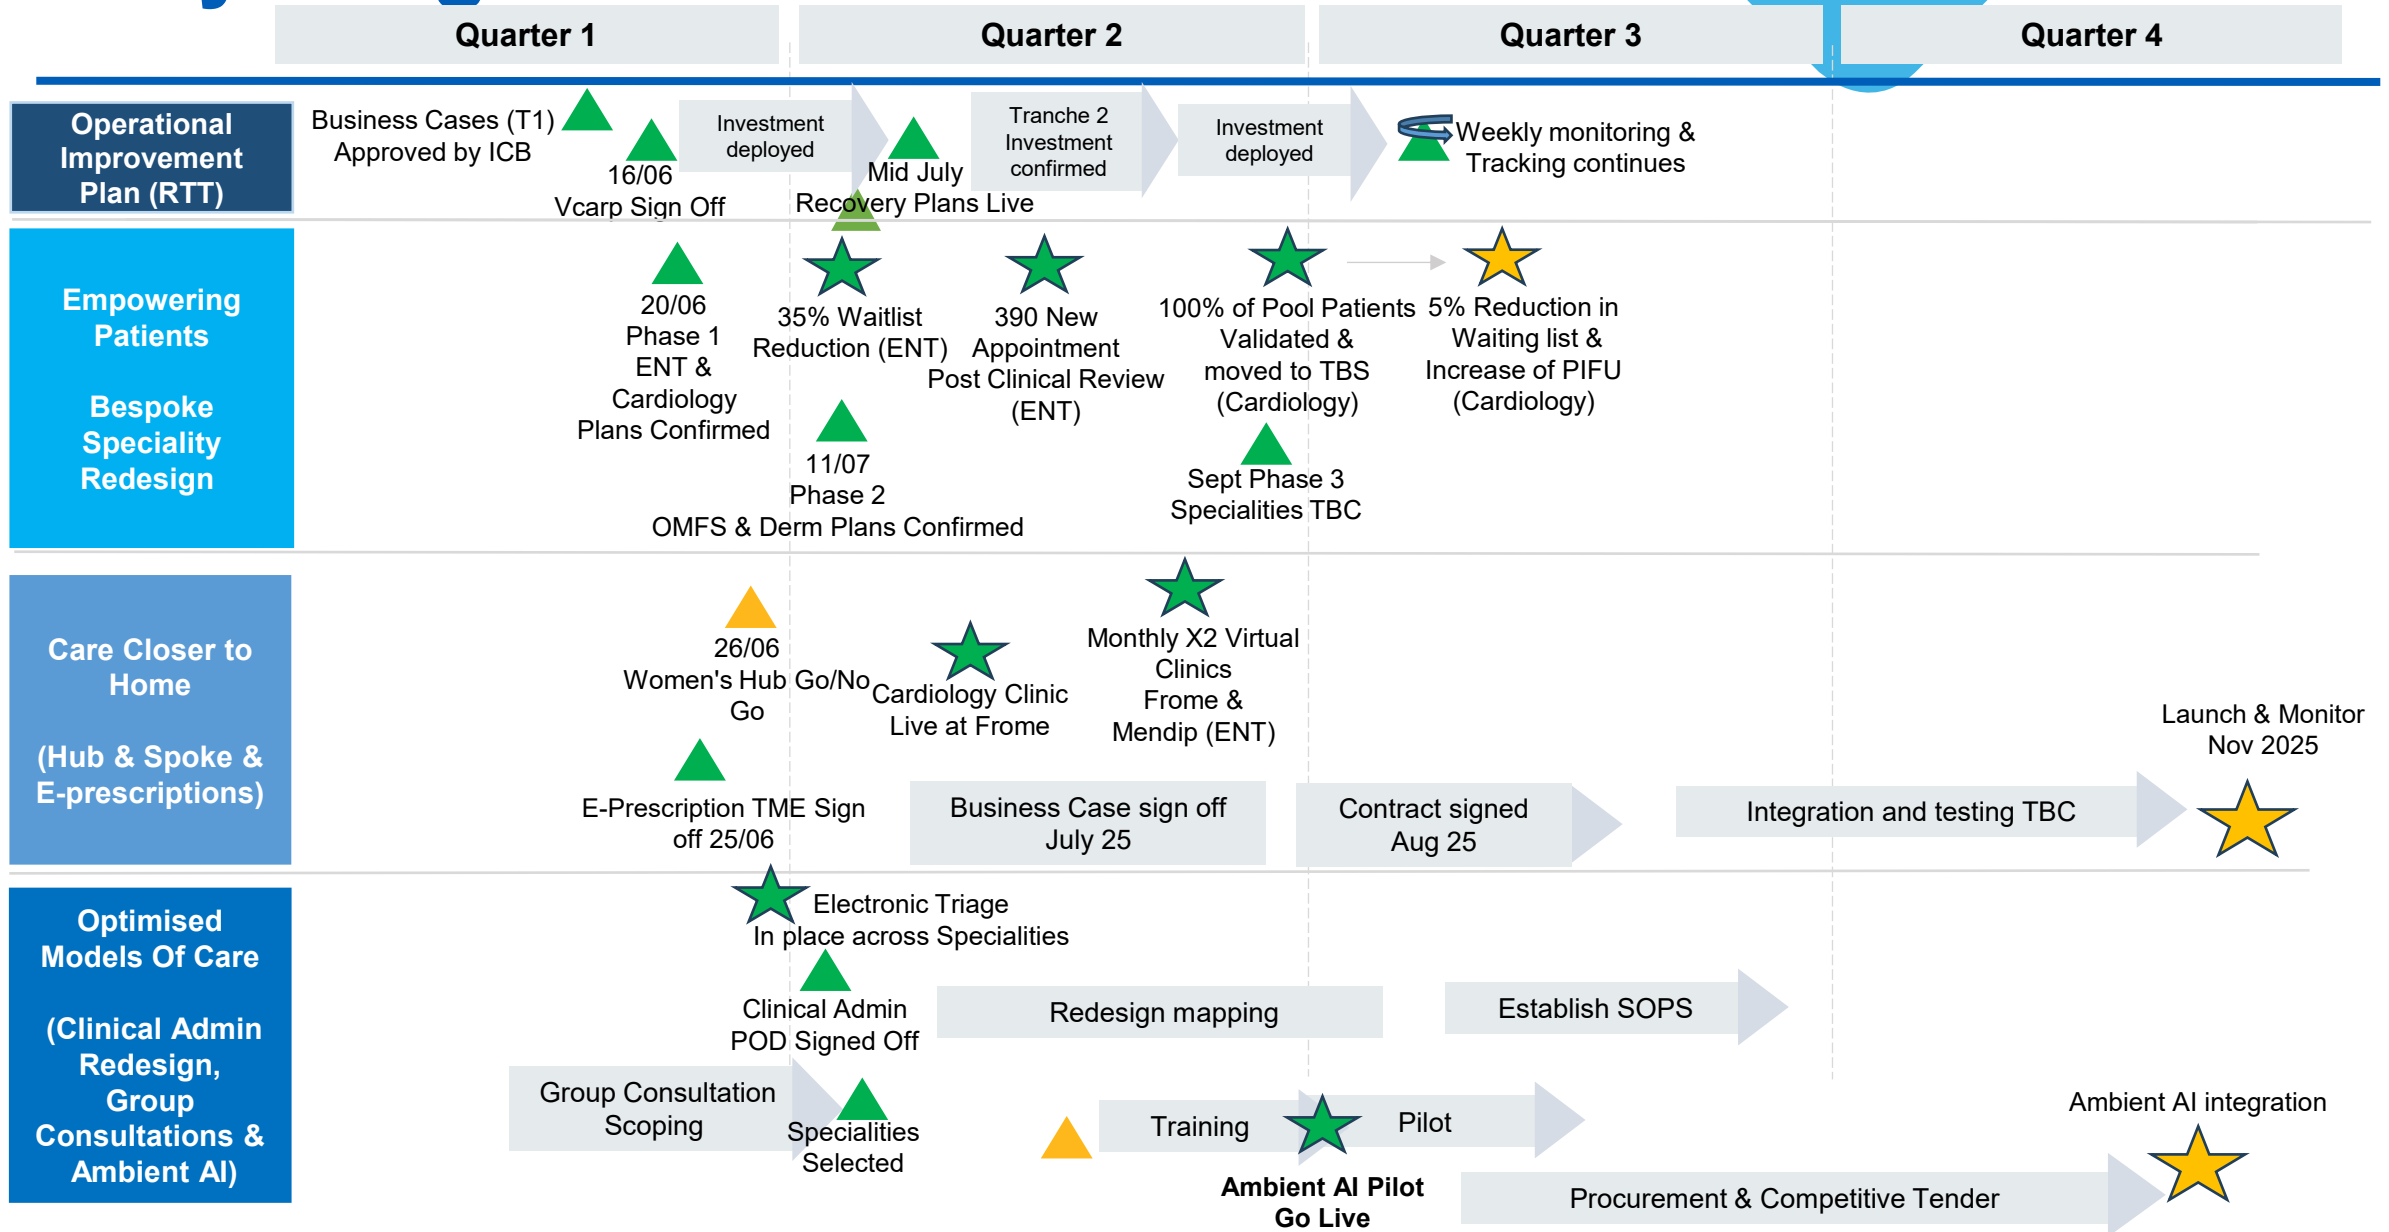 Quarter 1
Quarter 2
Quarter 3
Quarter 4
Operational
Improvement
Plan (RTT)
Business Cases (T1)
Approved by ICB
16/06
Vcarp Sign Off
Investment
deployed
Mid July
Recovery Plans Live
Tranche 2
Investment
confirmed
Investment
deployed
Weekly monitoring &
Tracking continues
Empowering
Patients
Bespoke
Speciality
Redesign
20/06
Phase 1
ENT &
Cardiology
Plans Confirmed
35% Waitlist
Reduction (ENT)
11/07
Phase 2
OMFS & Derm Plans Confirmed
390 New
Appointment
Post Clinical Review
(ENT)
100% of Pool Patients
Validated &
moved to TBS
(Cardiology)
Sept Phase 3
Specialities TBC
5% Reduction in
Waiting list &
Increase of PIFU
(Cardiology)
Care Closer to
Home
(Hub & Spoke &
E-prescriptions)
26/06
Women's Hub Go/No
Go
Cardiology Clinic
Live at Frome
Monthly X2 Virtual
Clinics
Frome &
Mendip (ENT)
E-Prescription TME Sign
off 25/06
Business Case sign off
July 25
Contract signed
Aug 25
Integration and testing TBC
Launch & Monitor
Nov 2025
Optimised
Models Of Care
(Clinical Admin
Redesign,
Group
Consultations &
Ambient AI)
Electronic Triage
In place across Specialities
Clinical Admin
POD Signed Off
Redesign mapping
Establish SOPS
Group Consultation
Scoping
Specialities
Selected
Training
Pilot
Ambient AI Pilot
Go Live
Procurement & Competitive Tender
Ambient AI integration